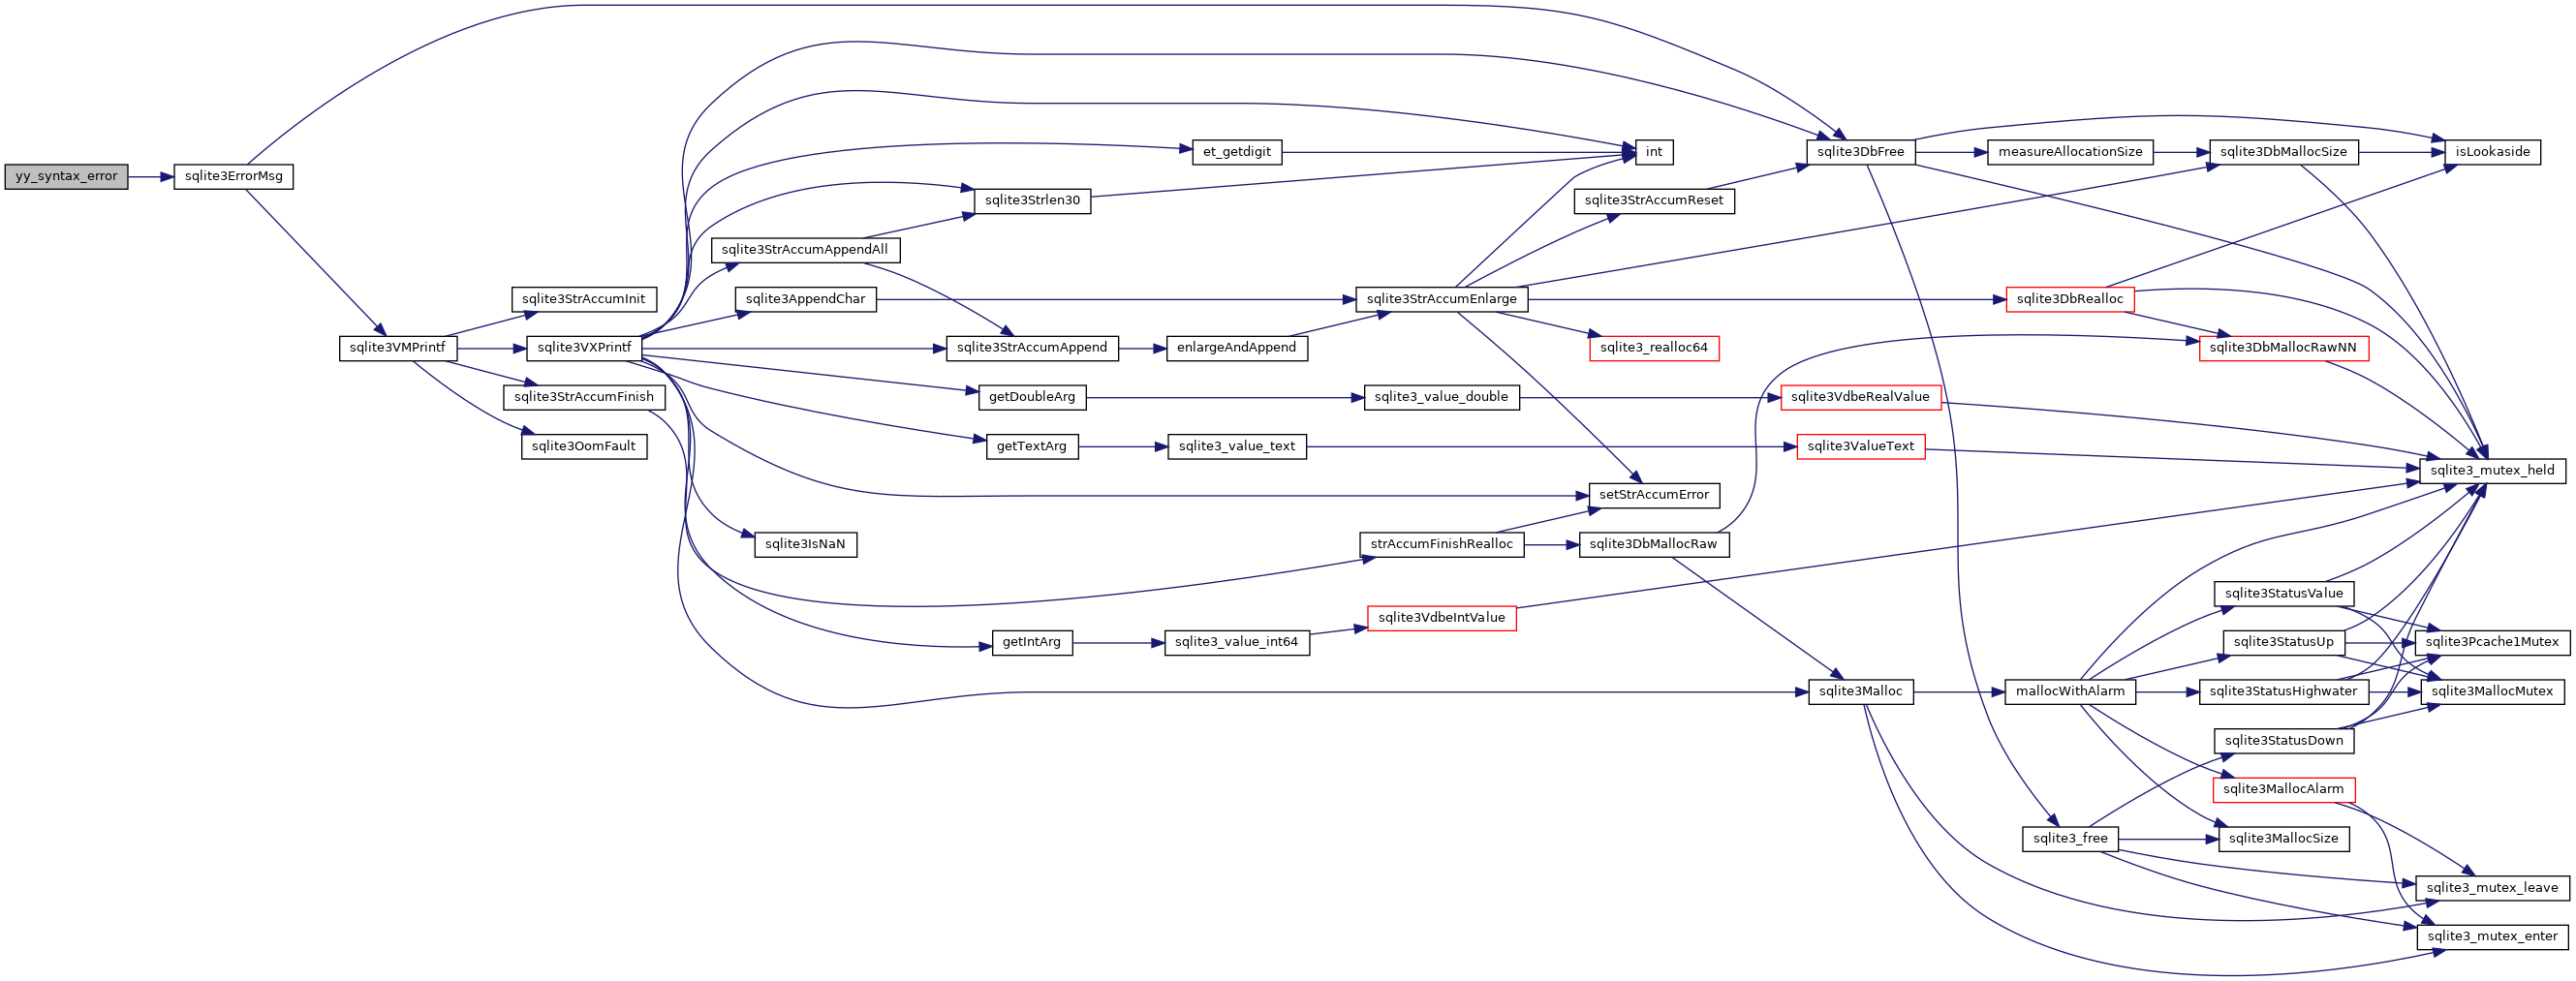 yy_syntax_error
sqlite3ErrorMsg
sqlite3VMPrintf
sqlite3StrAccumInit
sqlite3VXPrintf
sqlite3StrAccumFinish
sqlite3OomFault
sqlite3StrAccumAppendAll
sqlite3AppendChar
sqlite3IsNaN
sqlite3Strlen30
sqlite3StrAccumAppend
getDoubleArg
getTextArg
getIntArg
et_getdigit
enlargeAndAppend
sqlite3_value_text
sqlite3_value_int64
sqlite3StrAccumEnlarge
sqlite3_value_double
strAccumFinishRealloc
sqlite3VdbeIntValue
int
sqlite3StrAccumReset
sqlite3_realloc64
setStrAccumError
sqlite3DbMallocRaw
sqlite3DbFree
sqlite3VdbeRealValue
sqlite3ValueText
sqlite3Malloc
measureAllocationSize
sqlite3DbRealloc
mallocWithAlarm
sqlite3_free
sqlite3DbMallocSize
sqlite3DbMallocRawNN
sqlite3StatusValue
sqlite3StatusUp
sqlite3StatusHighwater
sqlite3StatusDown
sqlite3MallocAlarm
sqlite3MallocSize
isLookaside
sqlite3_mutex_held
sqlite3Pcache1Mutex
sqlite3MallocMutex
sqlite3_mutex_leave
sqlite3_mutex_enter